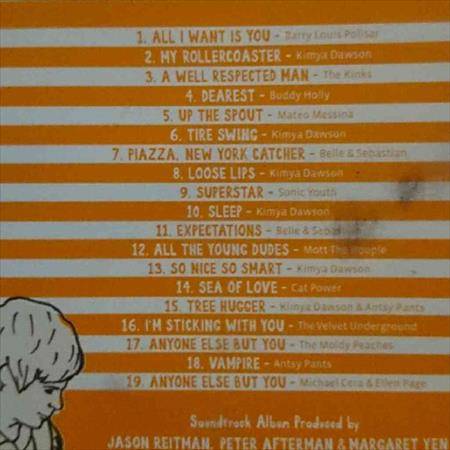 1. ALL I WANT IS YOU - Barry Louis Polisar
2. MY ROLLERCOASTER - Kimya Dawson
3. A WELL RESPECTED MAN - The Kinks
4. DEAREST - Buddy Holly
5. UP THE SPOUT - Mateo Messina
6. TIRE SWING - Kimya Dawson
7. PIAZZA, NEW YORK CATCHER - Belle & Sebastian
8. LOOSE LIPS - Kimya Dawson
9. SUPERSTAR - Sonic Youth
10. SLEEP - Kimya Dawson
11. EXPECTATIONS - Belle & Sebastian
12. ALL THE YOUNG DUDES - Mott The Hoople
13. SO NICE SO SMART - Kimya Dawson
14. SEA OF LOVE - Cat Power
15. TREE HUGGER - Kimya Dawson & Antsy Pants
16. I'M STICKING WITH YOU - The Velvet Underground
17. ANYONE ELSE BUT YOU - The Moldy Peaches
18. VAMPIRE - Antsy Pants
19. ANYONE ELSE BUT YOU - Michael Cera & Ellen Page
Soundtrack Album Produced by
JASON REITMAN, PETER AFTERMAN & MARGARET YEN